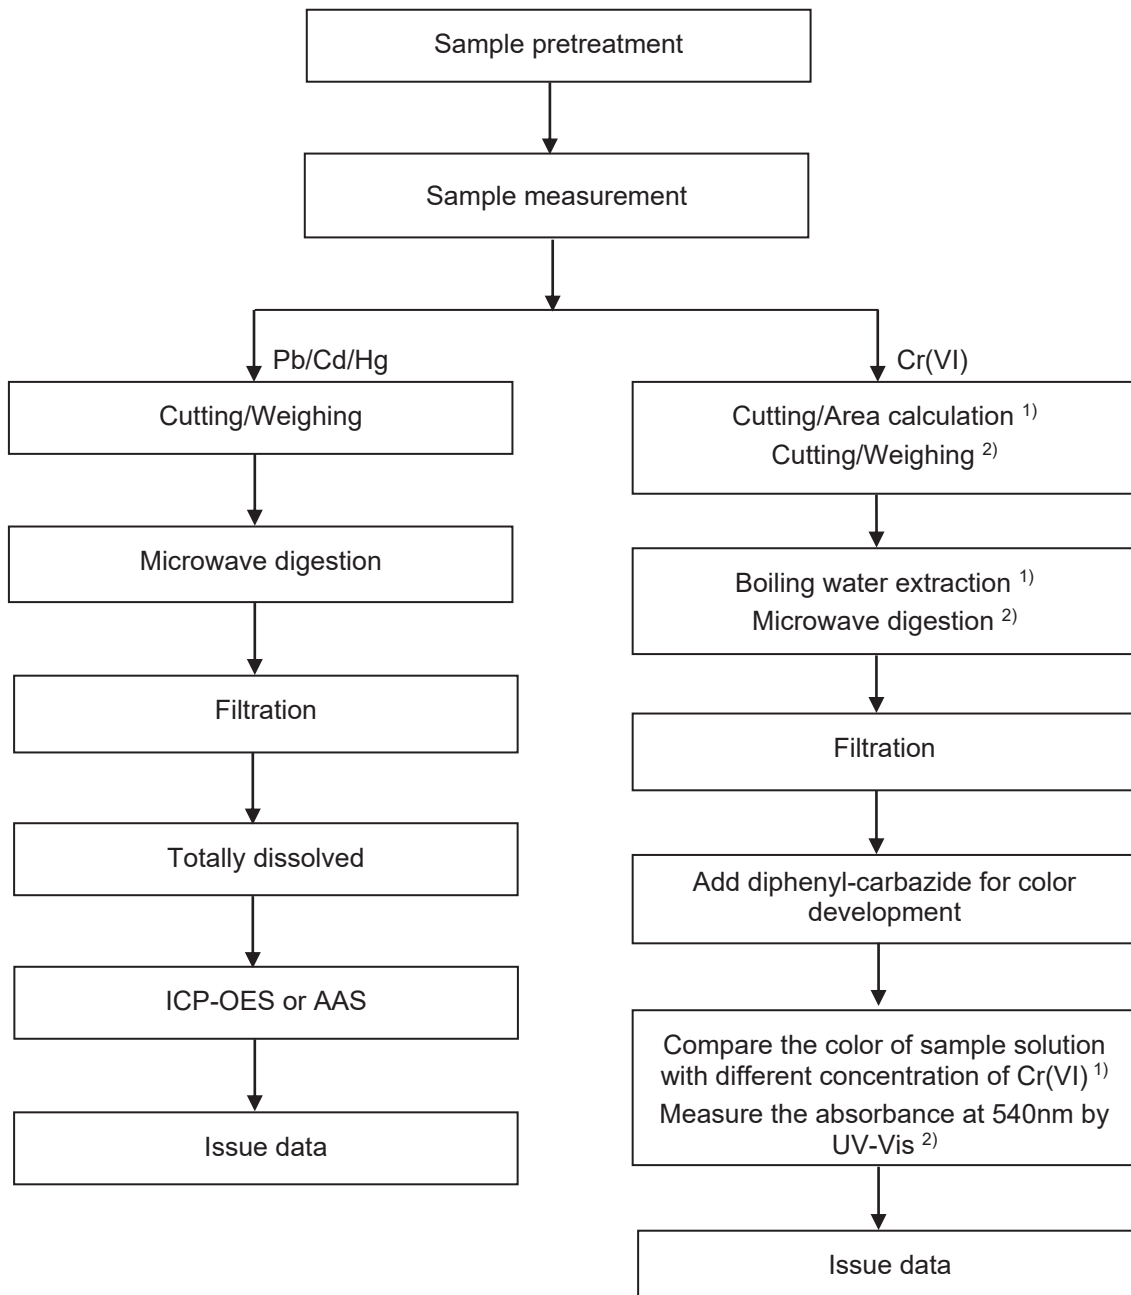 Sample pretreatment
Sample measurement
Pb/Cd/Hg
Cutting/Weighing
Microwave digestion
Filtration
Totally dissolved
ICP-OES or AAS
Issue data
Cr(VI)
Cutting/Area calculation 1)
Cutting/Weighing 2)
Boiling water extraction 1)
Microwave digestion 2)
Filtration
Add diphenyl-carbazide for color
development
Compare the color of sample solution
with different concentration of Cr(VI) 1)
Measure the absorbance at 540nm by
UV-Vis 2)
Issue data